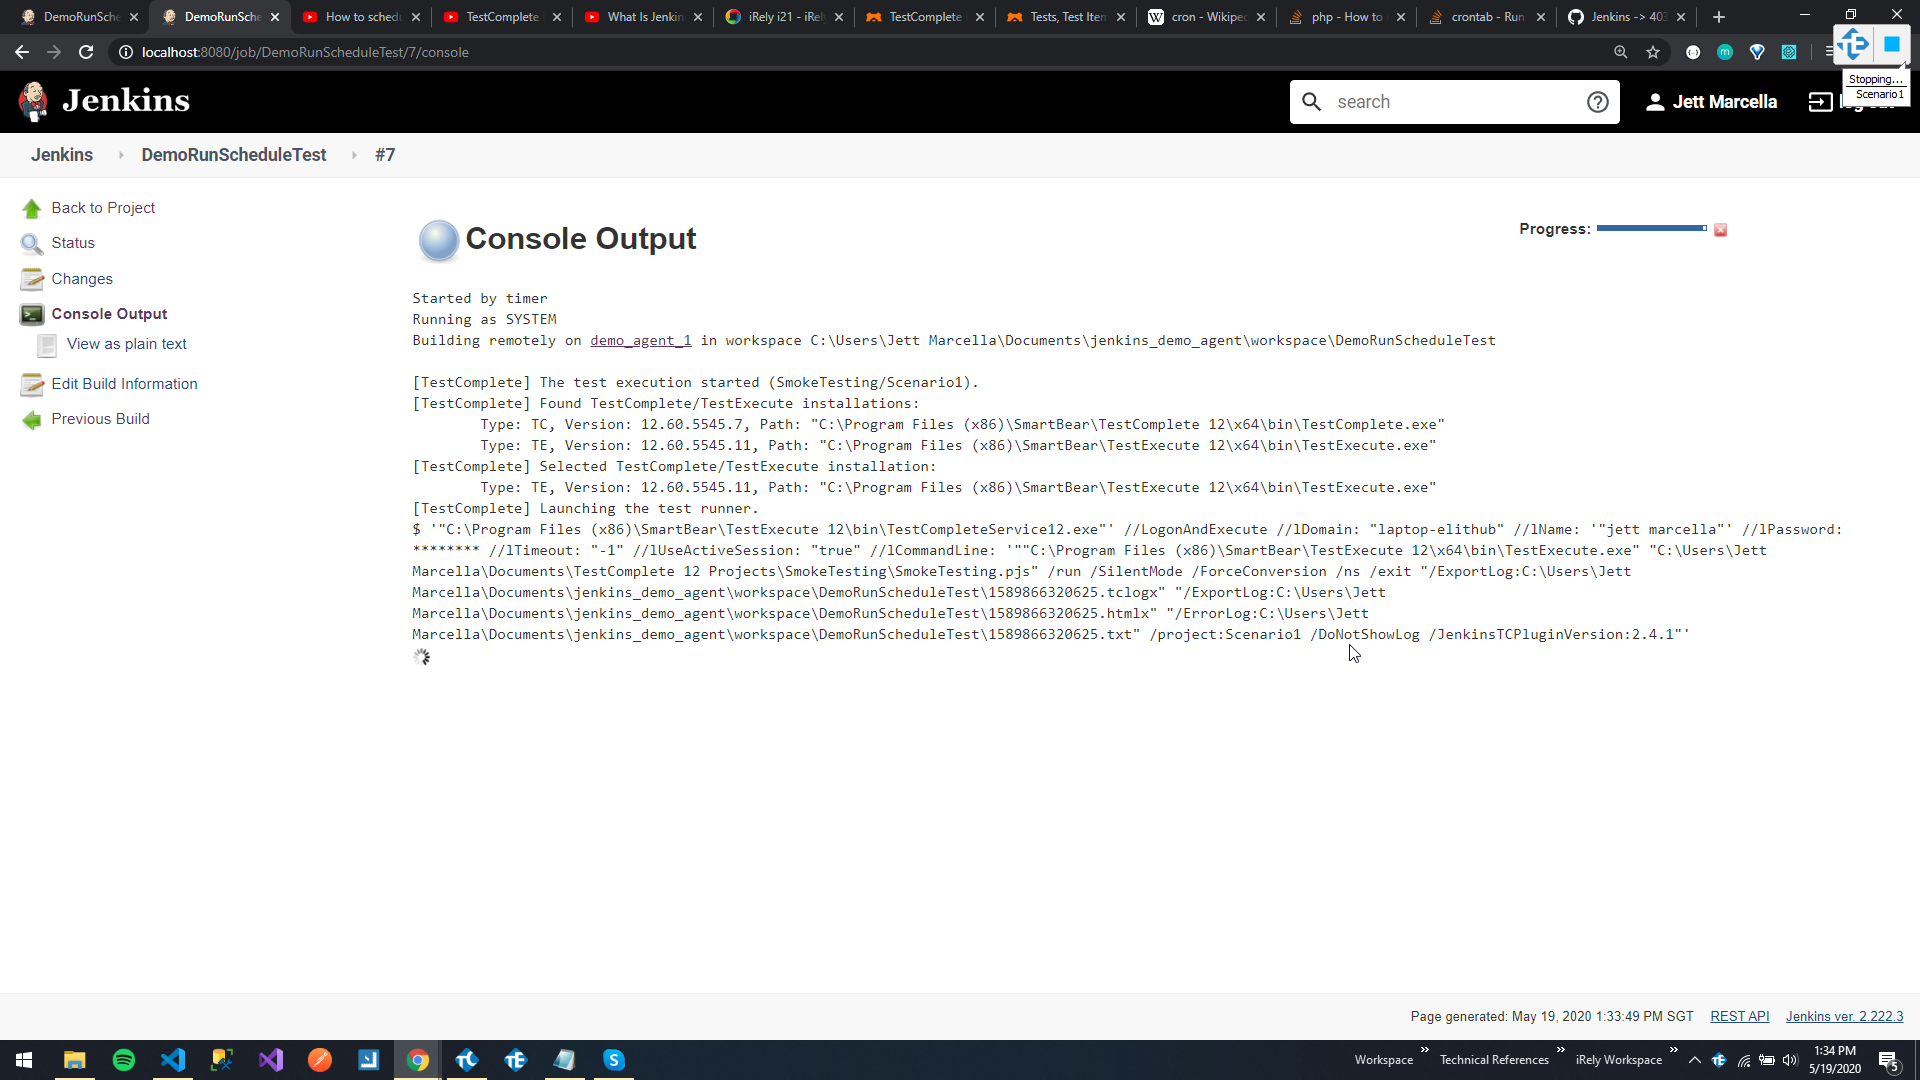 DemoRunSche
DemoRunSche
How to schedu
TestComplete
What Is Jenkin
iRely i21 - iRel
TestComplete
Tests, Test Item
cron - Wikiped
php - How to
crontab - Run
Jenkins -> 403
localhost:8080/job/DemoRunScheduleTest/7/console
Stopping...
Scenario1
Jenkins
search
Jett Marcella
Jenkins
DemoRunScheduleTest
#7
Back to Project
Status
Changes
Console Output
View as plain text
Edit Build Information
Previous Build
Console Output
Progress:
Started by timer
Running as SYSTEM
Building remotely on demo_agent_1 in workspace C:\Users\Jett Marcella\Documents\jenkins_demo_agent\workspace\DemoRunScheduleTest
[TestComplete] The test execution started (SmokeTesting/Scenario1).
[TestComplete] Found TestComplete/TestExecute installations:
Type: TC, Version: 12.60.5545.7, Path: "C:\Program Files (x86)\SmartBear\TestComplete 12\x64\bin\TestComplete.exe"
Type: TE, Version: 12.60.5545.11, Path: "C:\Program Files (x86)\SmartBear\TestExecute 12\x64\bin\TestExecute.exe"
[TestComplete] Selected TestComplete/TestExecute installation:
Type: TE, Version: 12.60.5545.11, Path: "C:\Program Files (x86)\SmartBear\TestExecute 12\x64\bin\TestExecute.exe"
[TestComplete] Launching the test runner.
$ '"C:\Program Files (x86)\SmartBear\TestExecute 12\bin\TestCompleteService12.exe"' //LogonAndExecute //lDomain: "laptop-elithub" //lName: '"jett marcella"' //lPassword:
******** //lTimeout: "-1" //lUseActiveSession: "true" //lCommandLine: '""C:\Program Files (x86)\SmartBear\TestExecute 12\x64\bin\TestExecute.exe" "C:\Users\Jett
Marcella\Documents\TestComplete 12 Projects\SmokeTesting\SmokeTesting.pjs" /run /SilentMode /ForceConversion /ns /exit "/ExportLog:C:\Users\Jett
Marcella\Documents\jenkins_demo_agent\workspace\DemoRunScheduleTest\1589866320625.tclogx" "/ExportLog:C:\Users\Jett
Marcella\Documents\jenkins_demo_agent\workspace\DemoRunScheduleTest\1589866320625.htmlx" "/ErrorLog:C:\Users\Jett
Marcella\Documents\jenkins_demo_agent\workspace\DemoRunScheduleTest\1589866320625.txt" /project:Scenario1 /DoNotShowLog /JenkinsTCPluginVersion:2.4.1"'
Page generated: May 19, 2020 1:33:49 PM SGT
REST API
Jenkins ver. 2.222.3
Workspace
Technical References
iRely Workspace
1:34 PM
5/19/2020
5